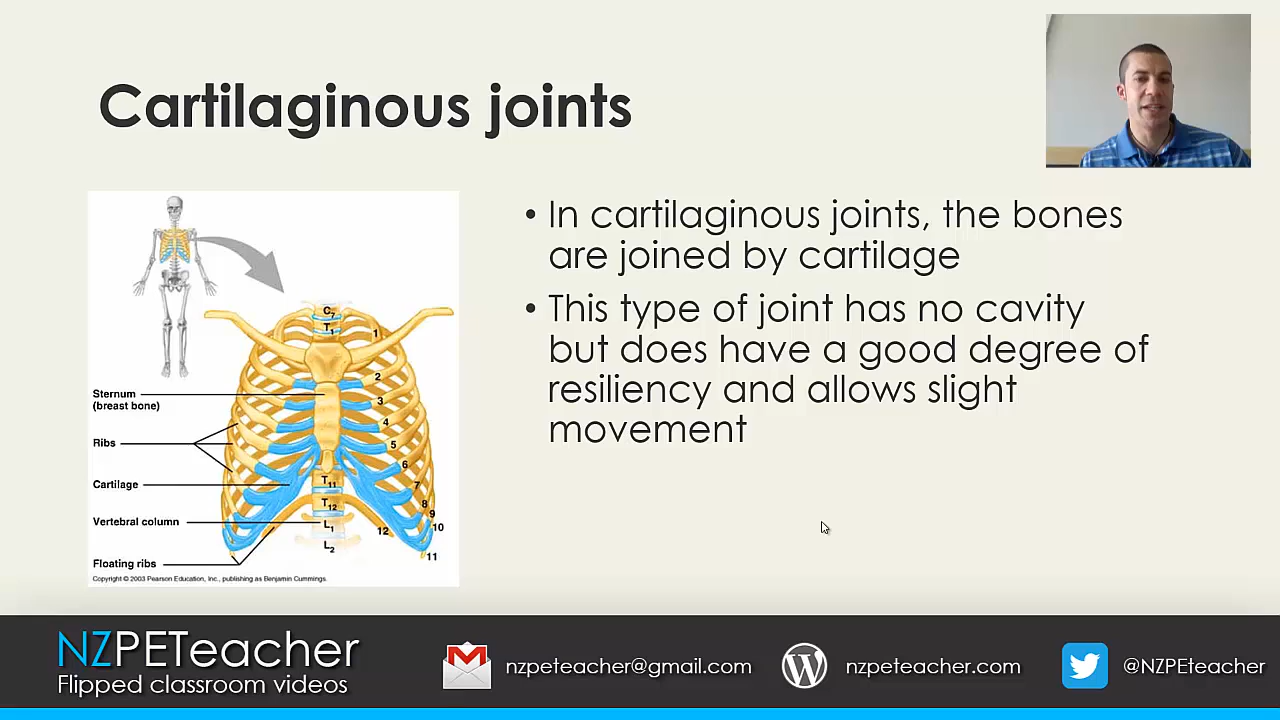 Cartilaginous joints
• In cartilaginous joints, the bones
are joined by cartilage
• This type of joint has no cavity
but does have a good degree of
resiliency and allows slight
movement
C7
T1
1
2
Sternum
(breast bone)
3
4
Ribs
5
6
Cartilage
T11
7
T12
8
9
Vertebral column
L1
10
12
L2
11
Floating ribs
Copyright © 2003 Pearson Education, Inc., publishing as Benjamin Cummings.
NZPETeacher
Flipped classroom videos
nzpeteacher@gmail.com
nzpeteacher.com
@NZPEteacher